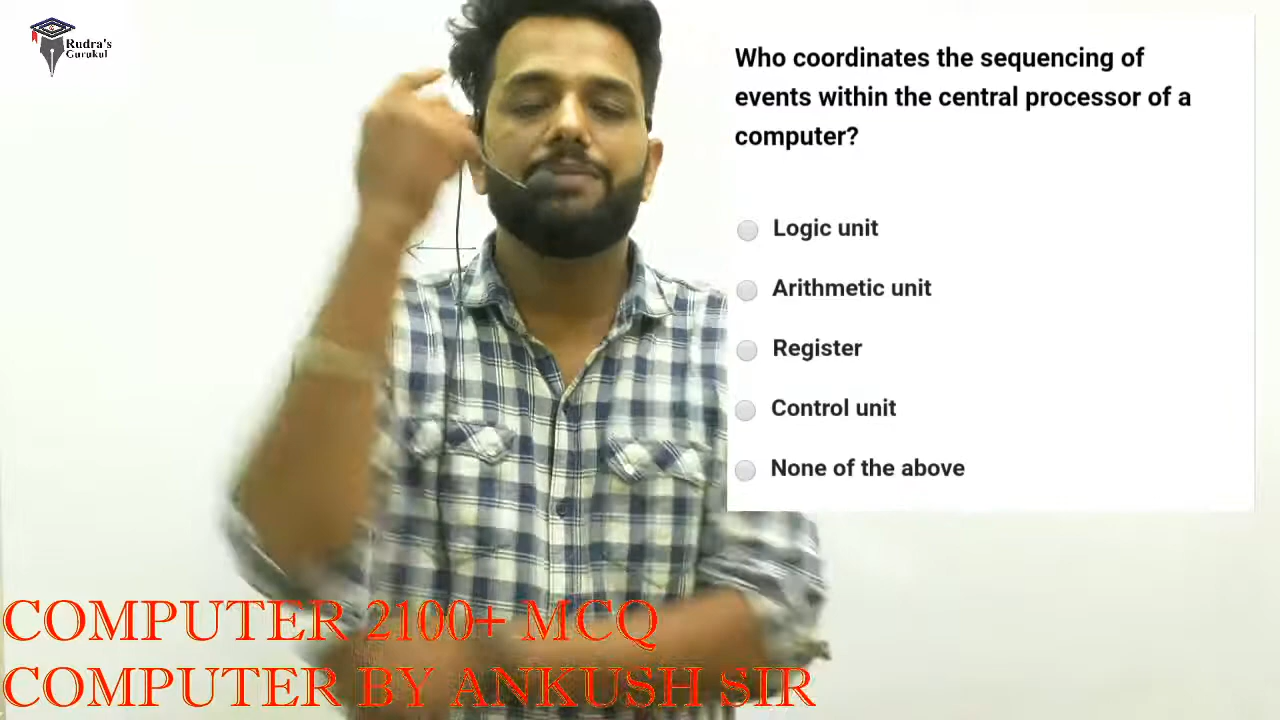 Rudra's
Gurukul
Who coordinates the sequencing of
events within the central processor of a
computer?
Logic unit
Arithmetic unit
Register
Control unit
None of the above
COMPUTER 2100+ MCQ
COMPUTER BY ANKUSH SIR